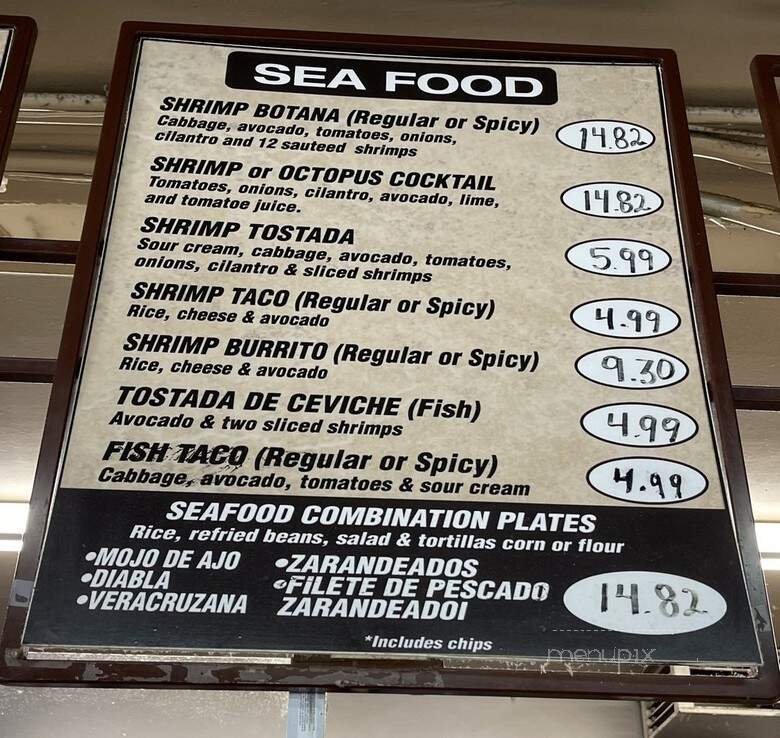 SEA FOOD
SHRIMP BOTANA (Regular or Spicy) 14.82
Cabbage, avocado, tomatoes, onions,
cilantro and 12 sauteed shrimps
SHRIMP or OCTOPUS COCKTAIL 14.82
Tomatoes, onions, cilantro, avocado, lime,
and tomatoe juice.
SHRIMP TOSTADA 5.99
Sour cream, cabbage, avocado, tomatoes,
onions, cilantro & sliced shrimps
SHRIMP TACO (Regular or Spicy) 4.99
Rice, cheese & avocado
SHRIMP BURRITO (Regular or Spicy) 9.30
Rice, cheese & avocado
TOSTADA DE CEVICHE (Fish) 4.99
Avocado & two sliced shrimps
FISH TACO (Regular or Spicy) 4.99
Cabbage, avocado, tomatoes & sour cream
SEAFOOD COMBINATION PLATES
Rice, refried beans, salad & tortillas corn or flour
•MOJO DE AJO •ZARANDEADOS
•DIABLA •FILETE DE PESCADO 14.82
•VERACRUZANA ZARANDEADOI
*Includes chips
menupix